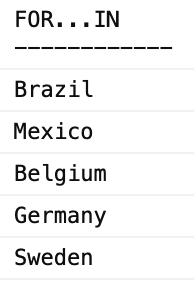 FOR...IN
------------
Brazil
Mexico
Belgium
Germany
Sweden